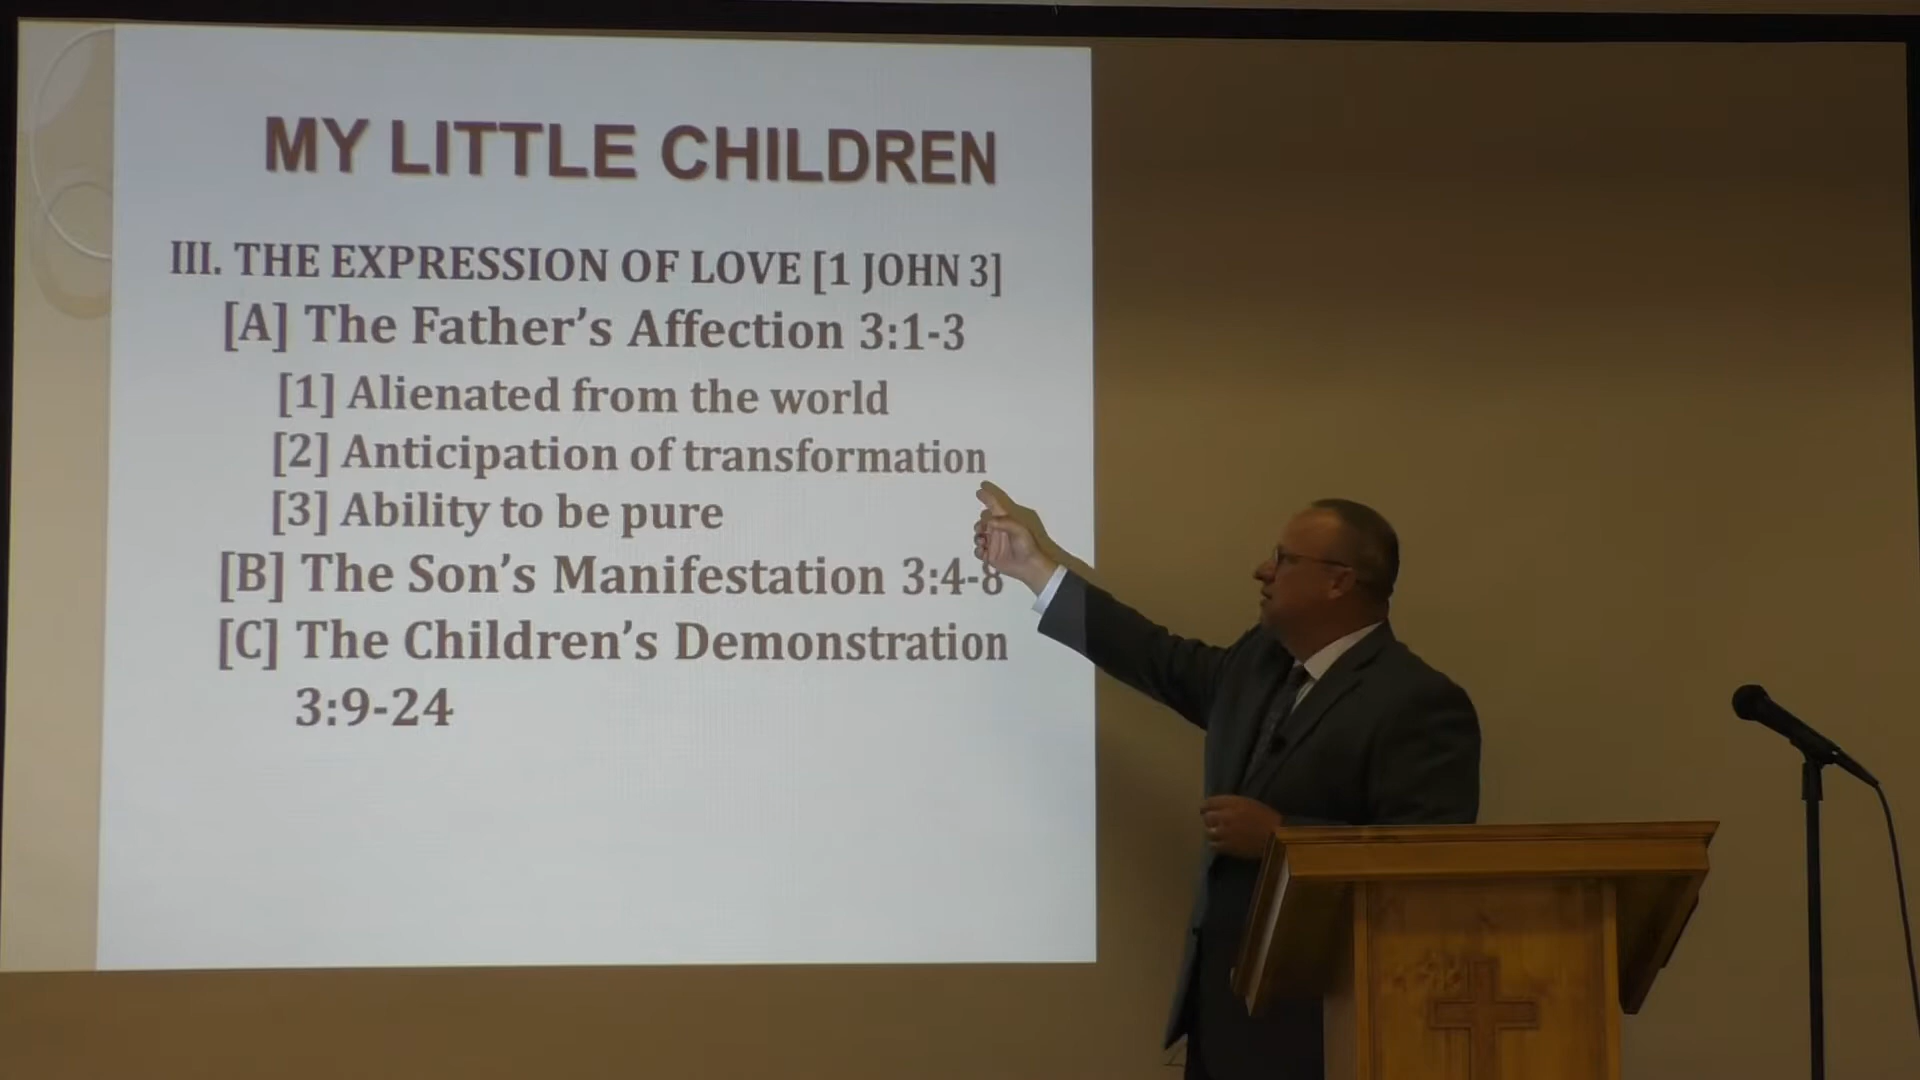 MY LITTLE CHILDREN
III. THE EXPRESSION OF LOVE [1 JOHN 3]
[A] The Father’s Affection 3:1-3
[1] Alienated from the world
[2] Anticipation of transformation
[3] Ability to be pure
[B] The Son’s Manifestation 3:4-8
[C] The Children’s Demonstration
3:9-24